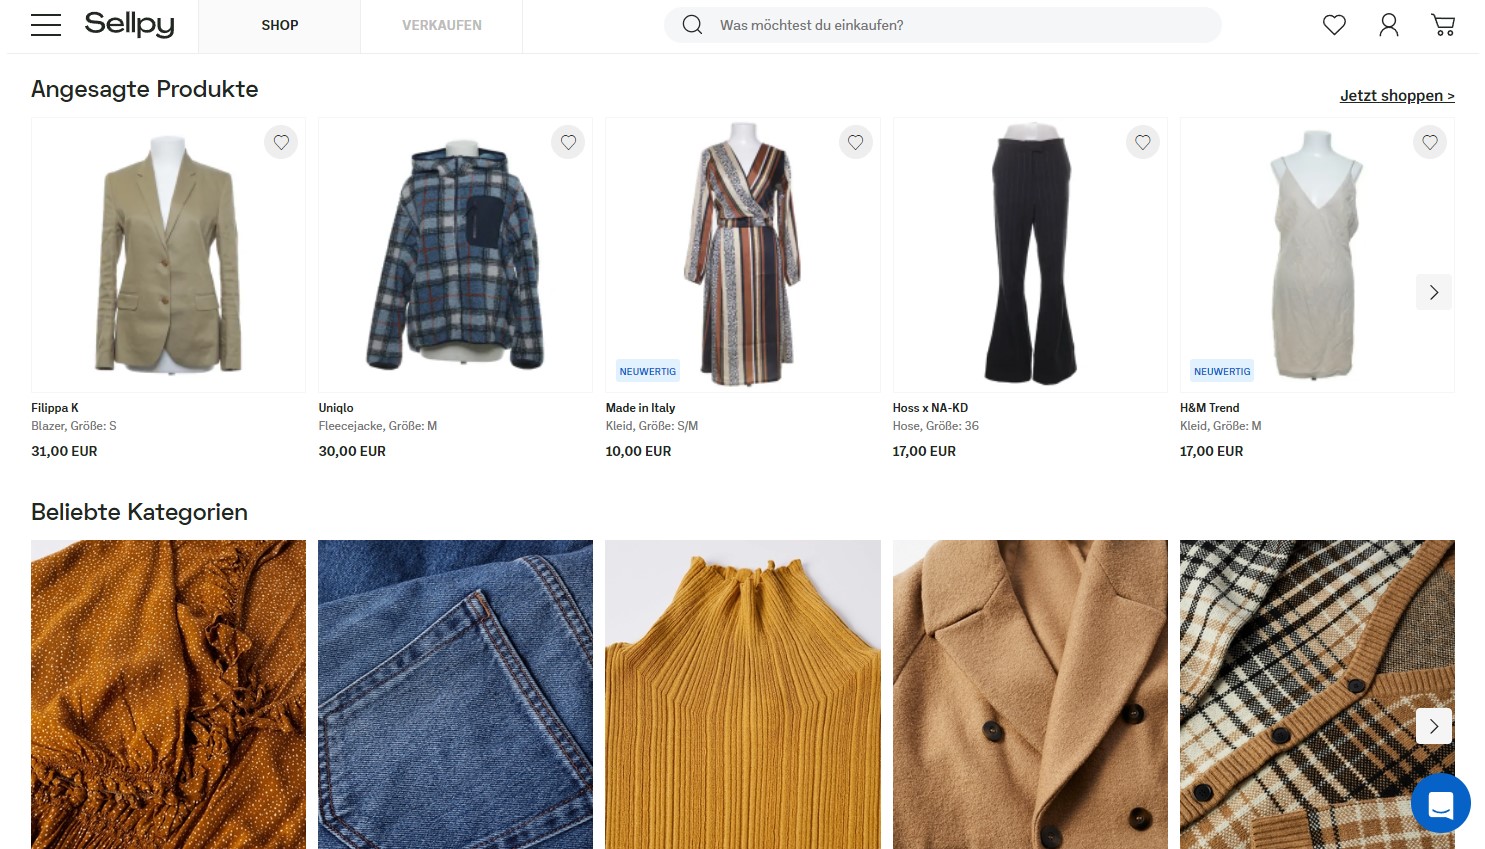 Sellpy
SHOP
VERKAUFEN
Was möchtest du einkaufen?
Angesagte Produkte
Jetzt shoppen >
NEUWERTIG
NEUWERTIG
Filippa K
Blazer, Größe: S
31,00 EUR
Uniqlo
Fleecejacke, Größe: M
30,00 EUR
Made in Italy
Kleid, Größe: S/M
10,00 EUR
Hoss x NA-KD
Hose, Größe: 36
17,00 EUR
H&M Trend
Kleid, Größe: M
17,00 EUR
Beliebte Kategorien